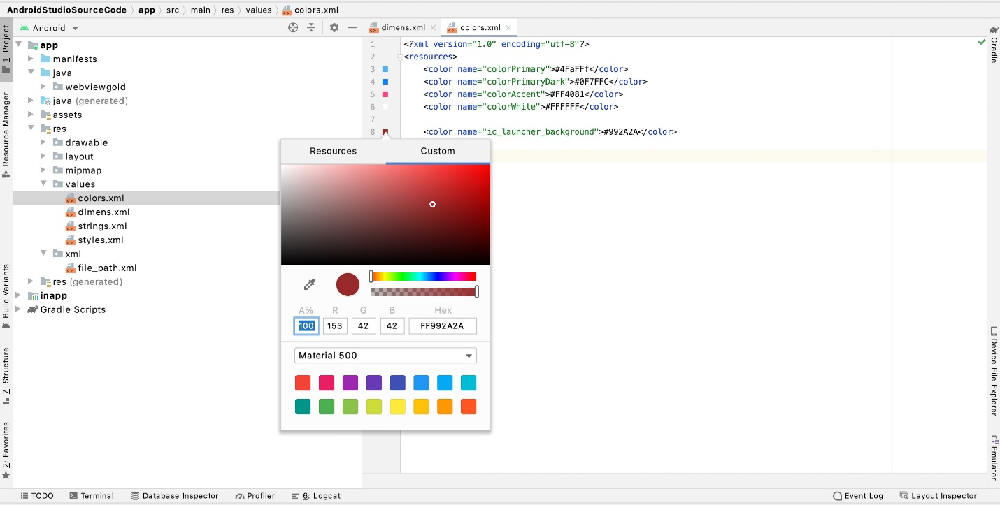 AndroidStudioSourceCode app src main res values colors.xml
Android
dimens.xml
colors.xml
1: Project
Resource Manager
Build Variants
7: Structure
2: Favorites
app
manifests
java
webviewgold
java (generated)
assets
res
drawable
layout
mipmap
values
colors.xml
dimens.xml
strings.xml
styles.xml
xml
file_path.xml
res (generated)
inapp
Gradle Scripts
1 <?xml version="1.0" encoding="utf-8"?>
2 <resources>
3 <color name="colorPrimary">#4FaFFf</color>
4 <color name="colorPrimaryDark">#0F7FFC</color>
5 <color name="colorAccent">#FF4081</color>
6 <color name="colorWhite">#FFFFFF</color>
7
8 <color name="ic_launcher_background">#992A2A</color>
Resources Custom
A% R G B Hex
100 153 42 42 FF992A2A
Material 500
Gradle
Device File Explorer
Emulator
TODO Terminal Database Inspector Profiler 6: Logcat Event Log Layout Inspector